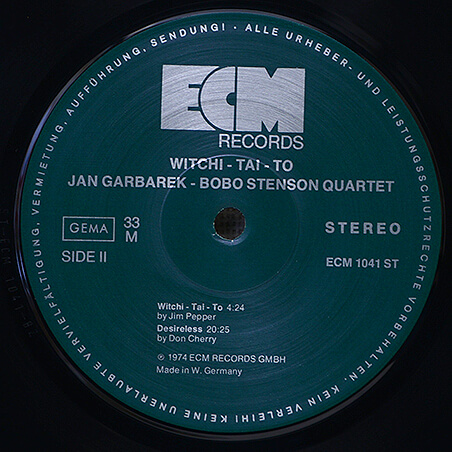 ECM
RECORDS
WITCHI - TAI - TO
JAN GARBAREK - BOBO STENSON QUARTET
GEMA
33
M
STEREO
SIDE II
ECM 1041 ST
Witchi - Tai - To 4:24
by Jim Pepper
Desireless 20:25
by Don Cherry
℗ 1974 ECM RECORDS GMBH
Made in W. Germany
ALLE URHEBER- UND LEISTUNGSSCHUTZRECHTE VORBEHALTEN. KEIN VERLEIH! KEINE UNERLAUBTE VERVIELFÄLTIGUNG, VERMIETUNG, AUFFÜHRUNG, SENDUNG! ·